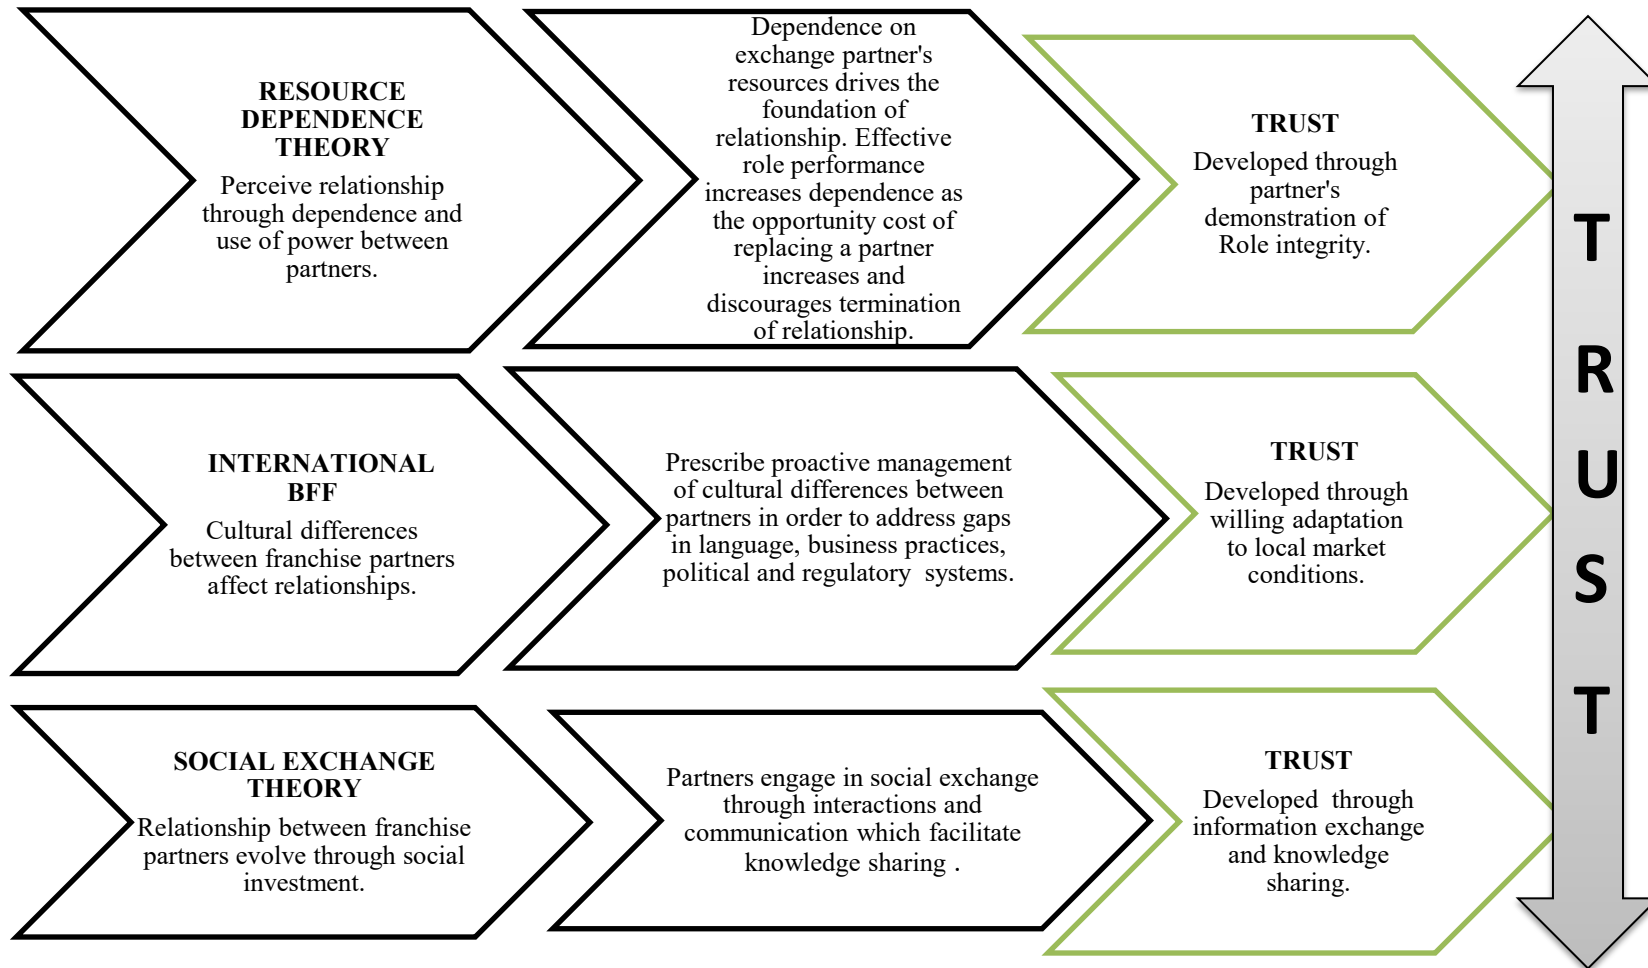 RESOURCE
DEPENDENCE
THEORY
Perceive relationship
through dependence and
use of power between
partners.
Dependence on
exchange partner's
resources drives the
foundation of
relationship. Effective
role performance
increases dependence as
the opportunity cost of
replacing a partner
increases and
discourages termination
of relationship.
TRUST
Developed through
partner's
demonstration of
Role integrity.
INTERNATIONAL
BFF
Cultural differences
between franchise partners
affect relationships.
Prescribe proactive management
of cultural differences between
partners in order to address gaps
in language, business practices,
political and regulatory  systems.
TRUST
Developed through
willing adaptation
to local market
conditions.
SOCIAL EXCHANGE
THEORY
Relationship between franchise
partners evolve through social
investment.
Partners engage in social exchange
through interactions and
communication which facilitate
knowledge sharing .
TRUST
Developed  through
information exchange
and knowledge
sharing.
T
R
U
S
T